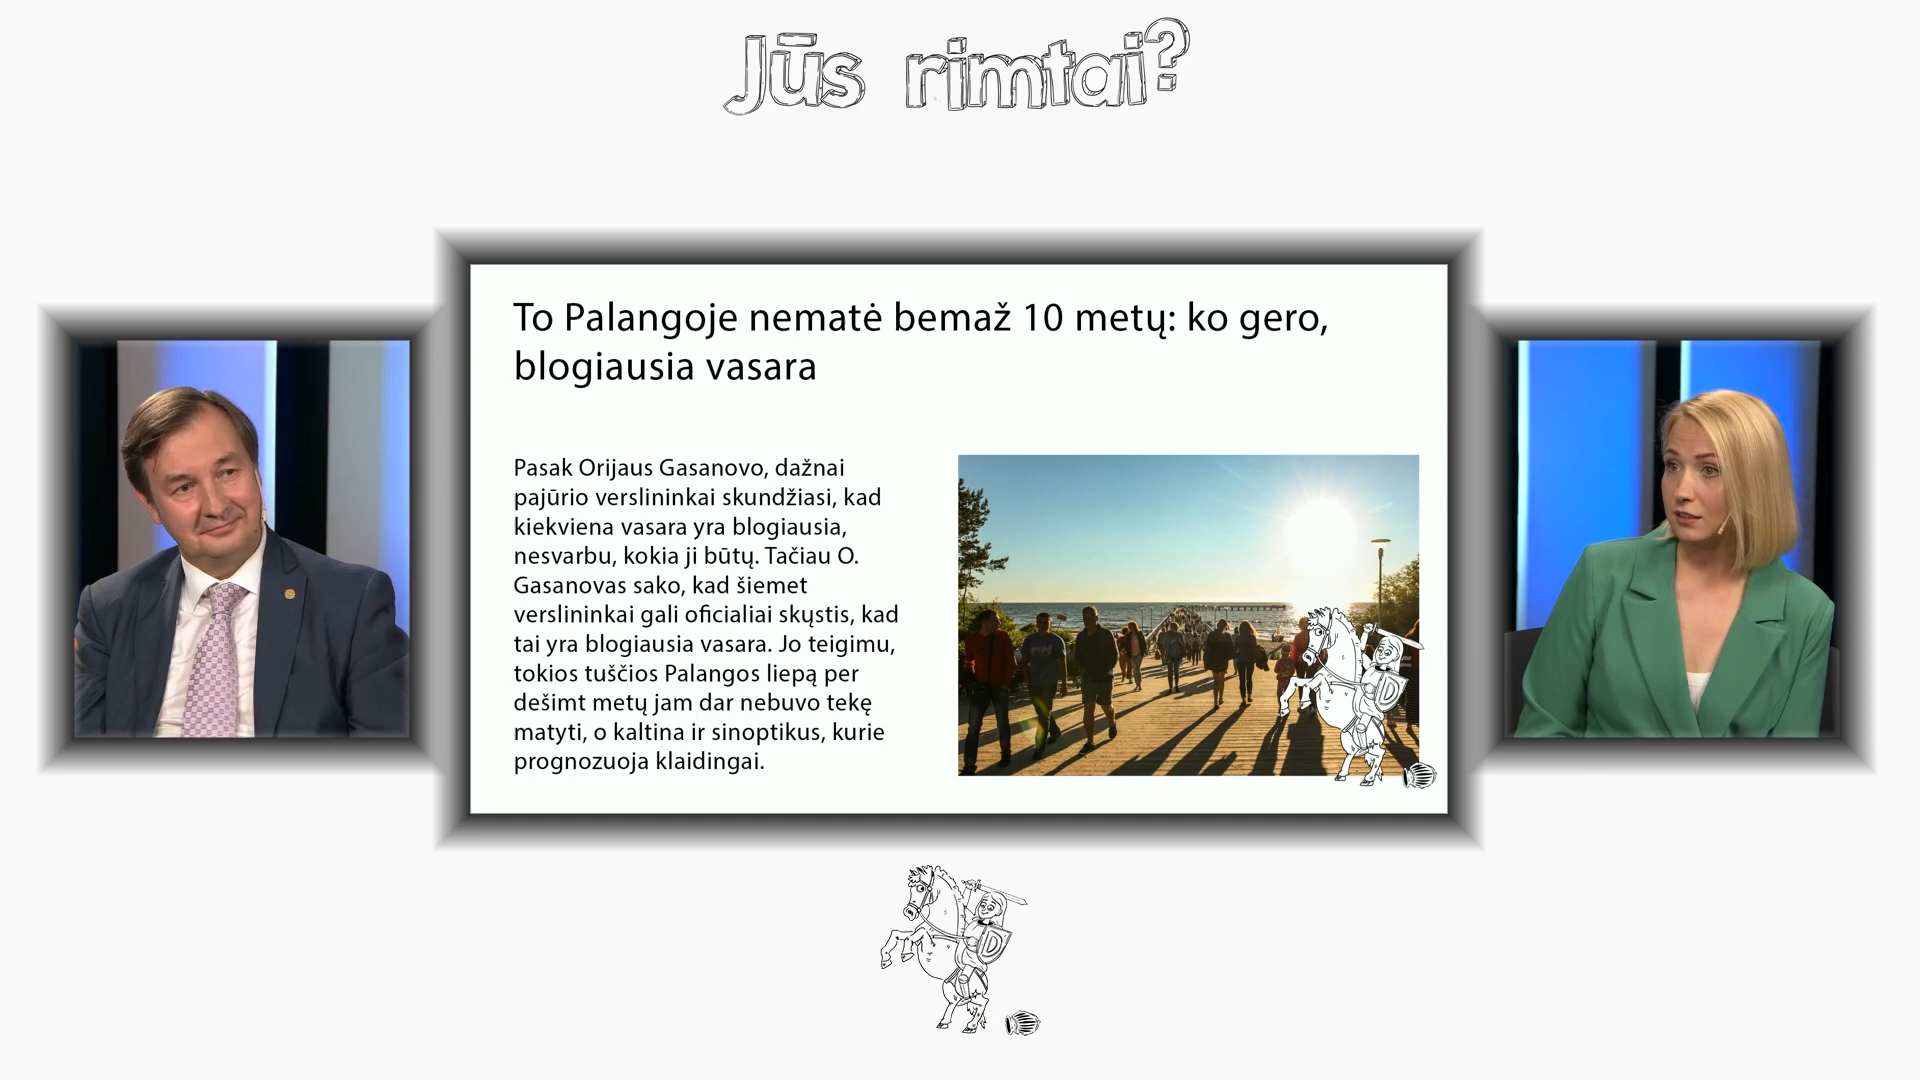 Jūs rimtai?
To Palangoje nematė bemaž 10 metų: ko gero,
blogiausia vasara
Pasak Orijaus Gasanovo, dažnai
pajūrio verslininkai skundžiasi, kad
kiekviena vasara yra blogiausia,
nesvarbu, kokia ji būtų. Tačiau O.
Gasanovas sako, kad šiemet
verslininkai gali oficialiai skųstis, kad
tai yra blogiausia vasara. Jo teigimu,
tokios tuščios Palangos liepą per
dešimt metų jam dar nebuvo tekę
matyti, o kaltina ir sinoptikus, kurie
prognozuoja klaidingai.
D
D